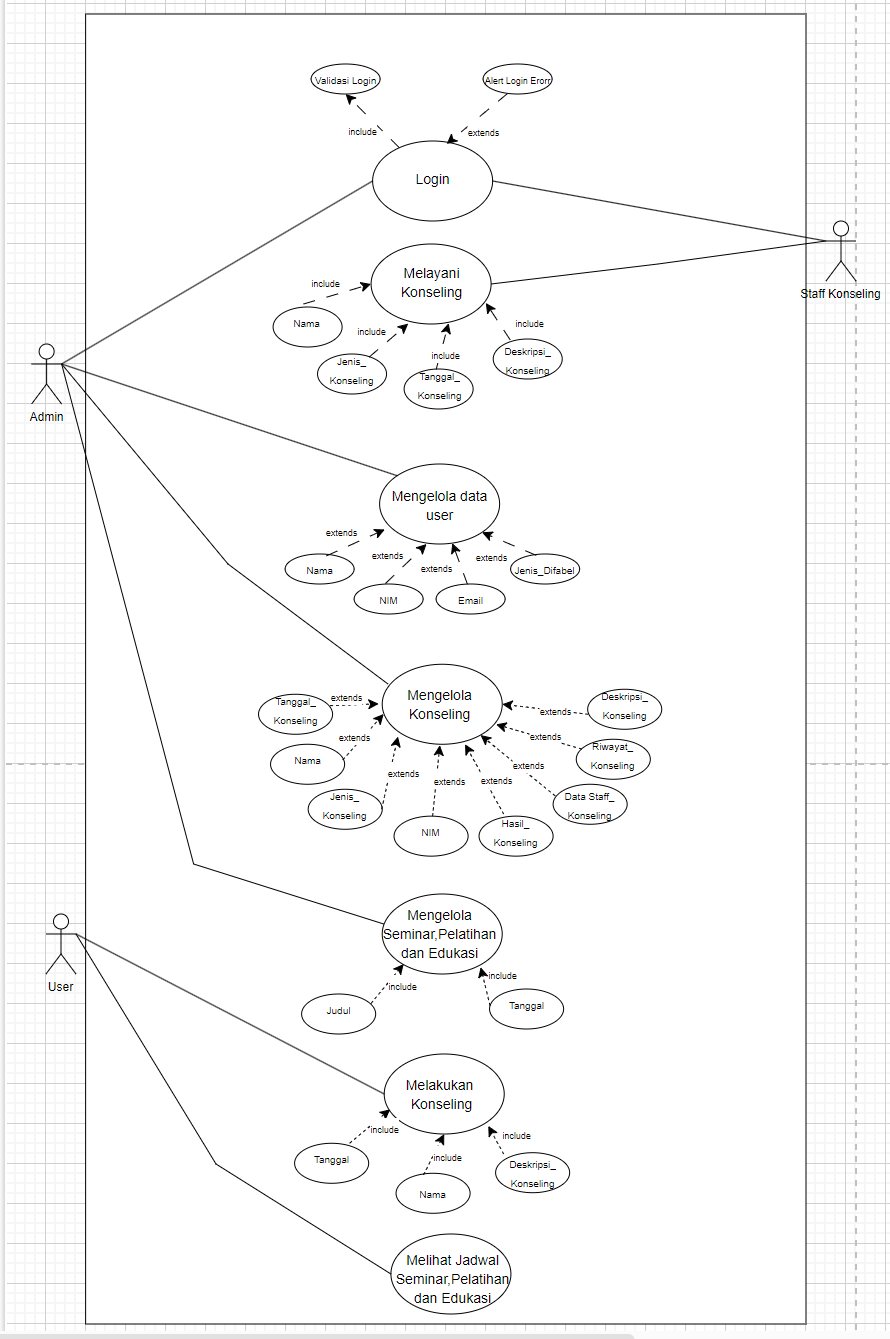 Validasi Login
Alert Login Erorr
include
extends
Login
Melayani
Konseling
Staff Konseling
include
Nama
include
include
include
Jenis_
Konseling
Tanggal_
Konseling
Deskripsi_
Konseling
Admin
Mengelola data
user
extends
extends
extends
extends
Nama
NIM
Email
Jenis_Difabel
Mengelola
Konseling
Tanggal_
Konseling
extends
Nama
extends
Jenis_
Konseling
extends
NIM
extends
Hasil_
Konseling
extends
Data Staff_
Konseling
extends
Riwayat_
Konseling
extends
Deskripsi_
Konseling
extends
Mengelola
Seminar,Pelatihan
dan Edukasi
include
include
Judul
Tanggal
User
Melakukan
Konseling
include
include
include
Tanggal
Nama
Deskripsi_
Konseling
Melihat Jadwal
Seminar,Pelatihan
dan Edukasi